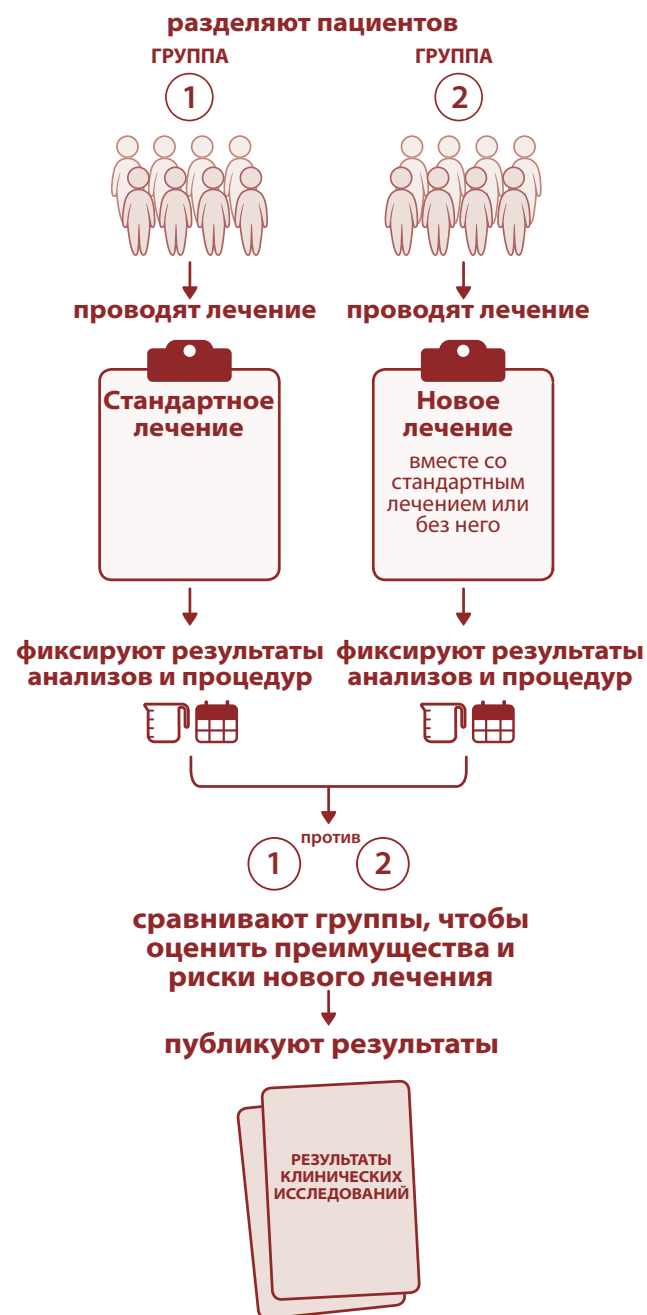 разделяют пациентов
ГРУППА
1
ГРУППА
2
проводят лечение
проводят лечение
Стандартное
лечение
Новое
лечение
вместе со
стандартным
лечением или
без него
фиксируют результаты
анализов и процедур
фиксируют результаты
анализов и процедур
1
против
2
сравнивают группы, чтобы
оценить преимущества и
риски нового лечения
публикуют результаты
РЕЗУЛЬТАТЫ
КЛИНИЧЕСКИХ
ИССЛЕДОВАНИЙ